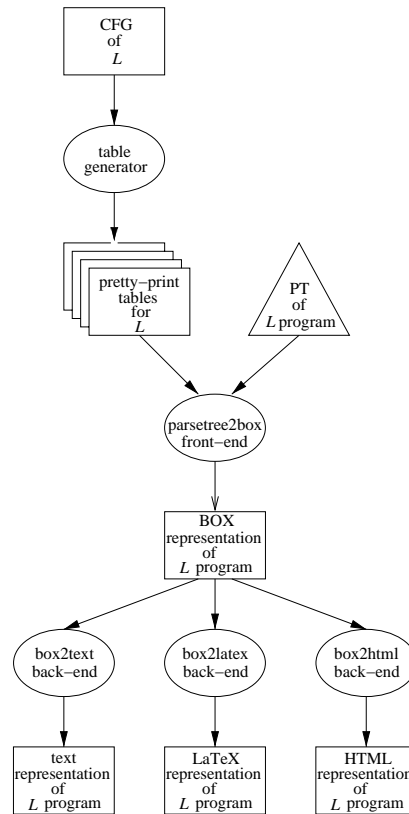 CFG
of
L
table
generator
pretty-print
tables
for
L
PT
of
L program
parsetree2box
front-end
BOX
representation
of
L program
box2text
back-end
box2latex
back-end
box2html
back-end
text
representation
of
L program
LaTeX
representation
of
L program
HTML
representation
of
L program